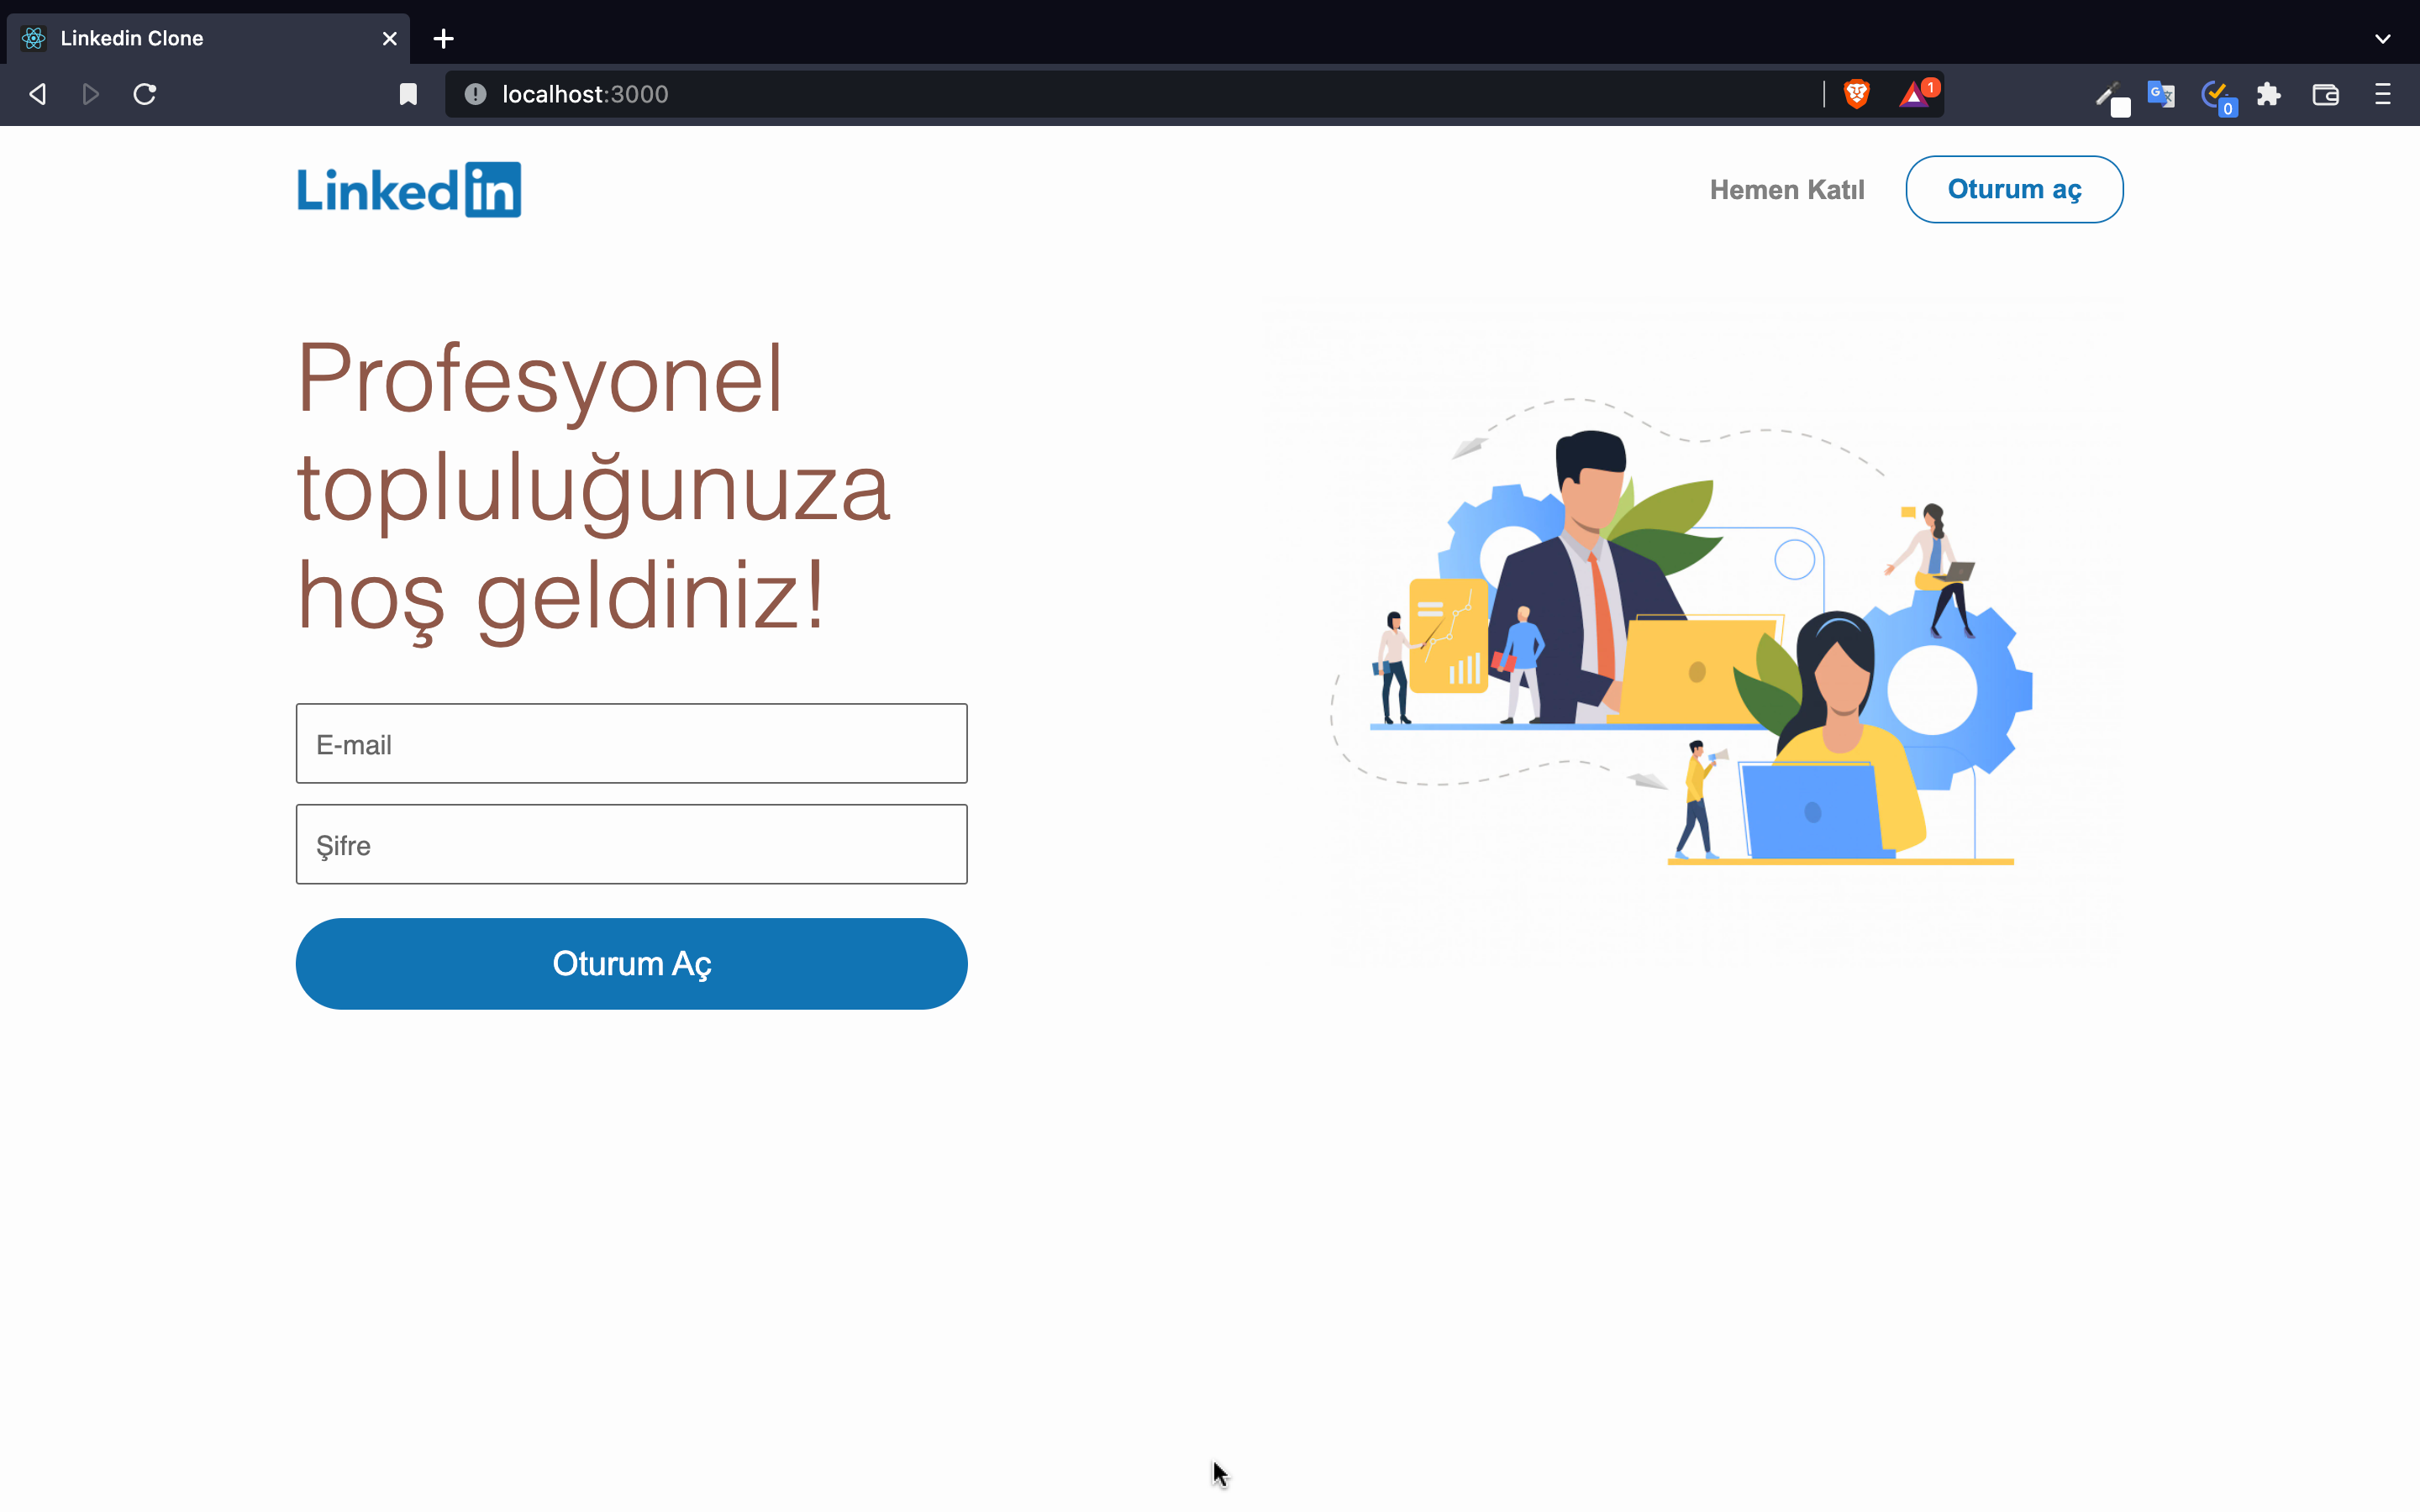 Linkedin Clone
localhost:3000
1
0
Linkedin
Hemen Katıl
Oturum aç
Profesyonel
topluluğunuza
hoş geldiniz!
E-mail
Şifre
Oturum Aç